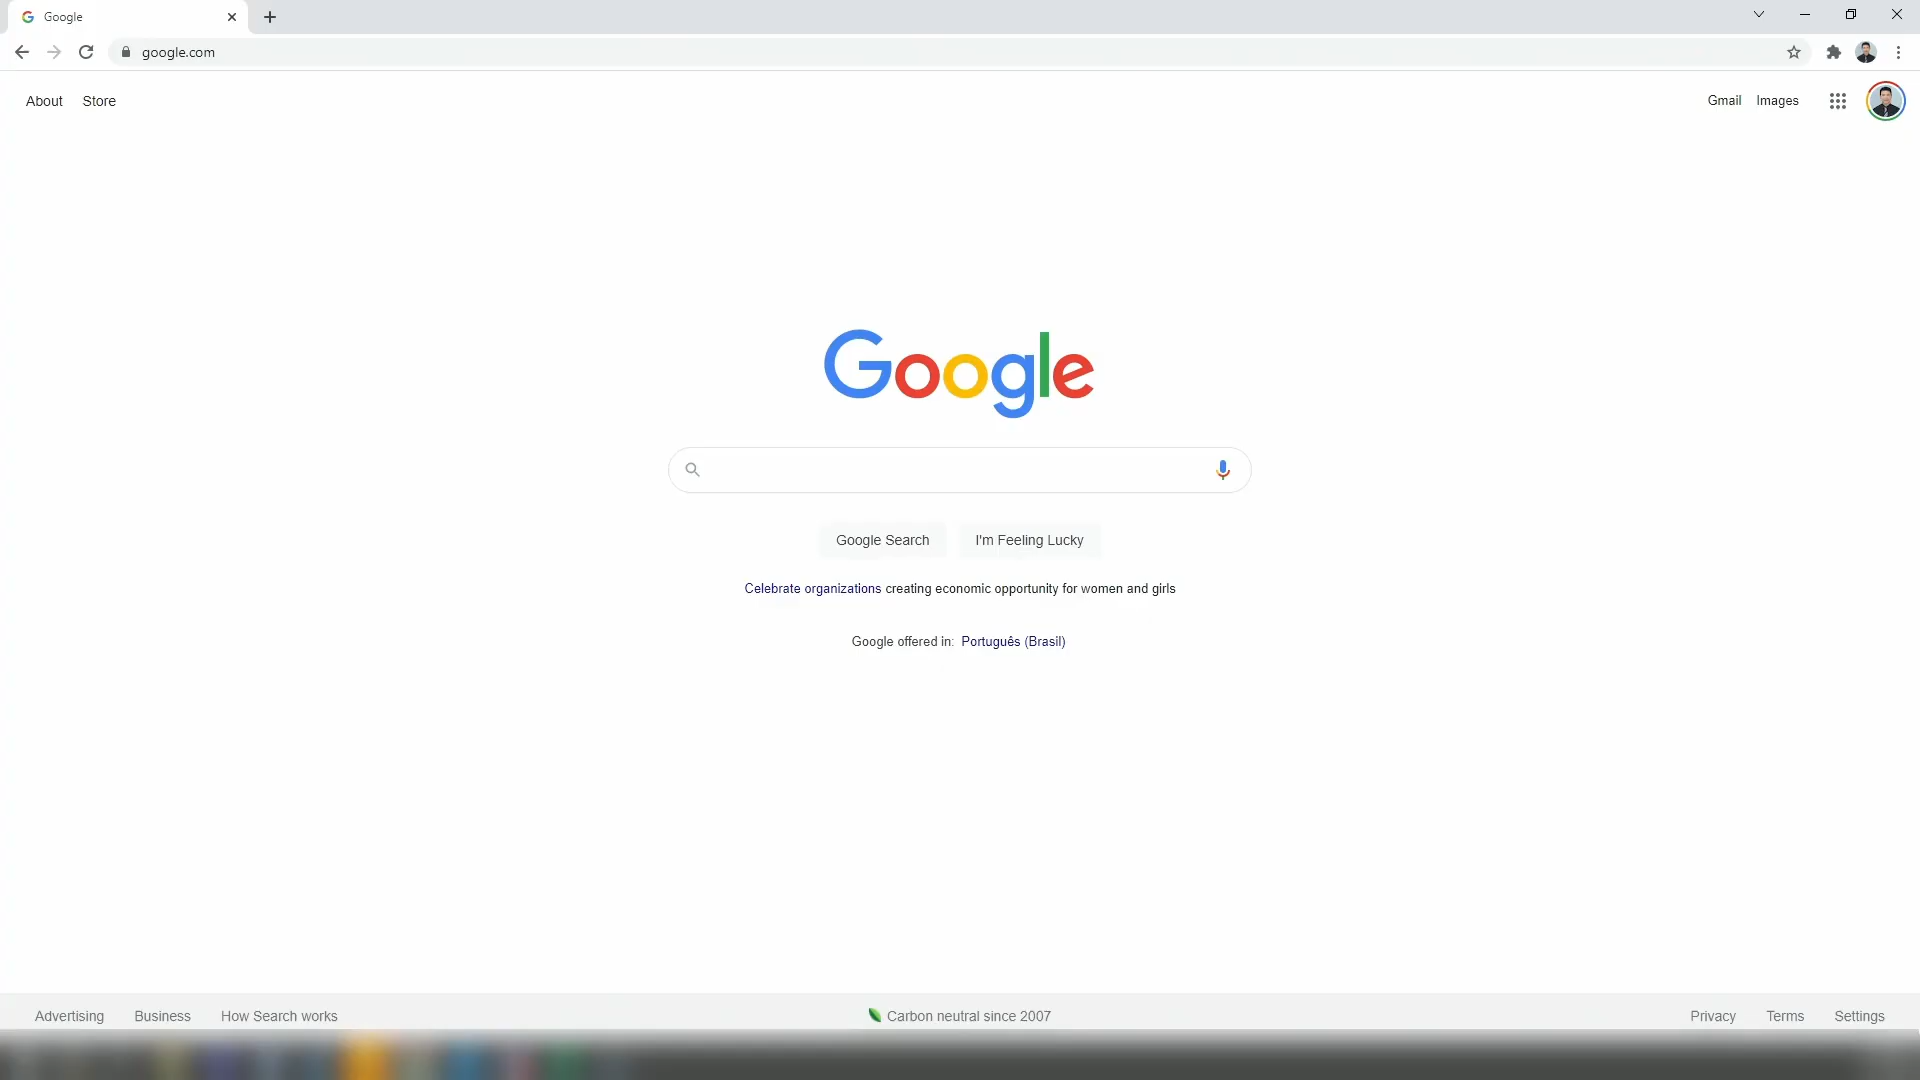 Google
google.com
About Store
Gmail Images
Google
Google Search I'm Feeling Lucky
Celebrate organizations creating economic opportunity for women and girls
Google offered in: Português (Brasil)
Advertising Business How Search works
Carbon neutral since 2007
Privacy Terms Settings